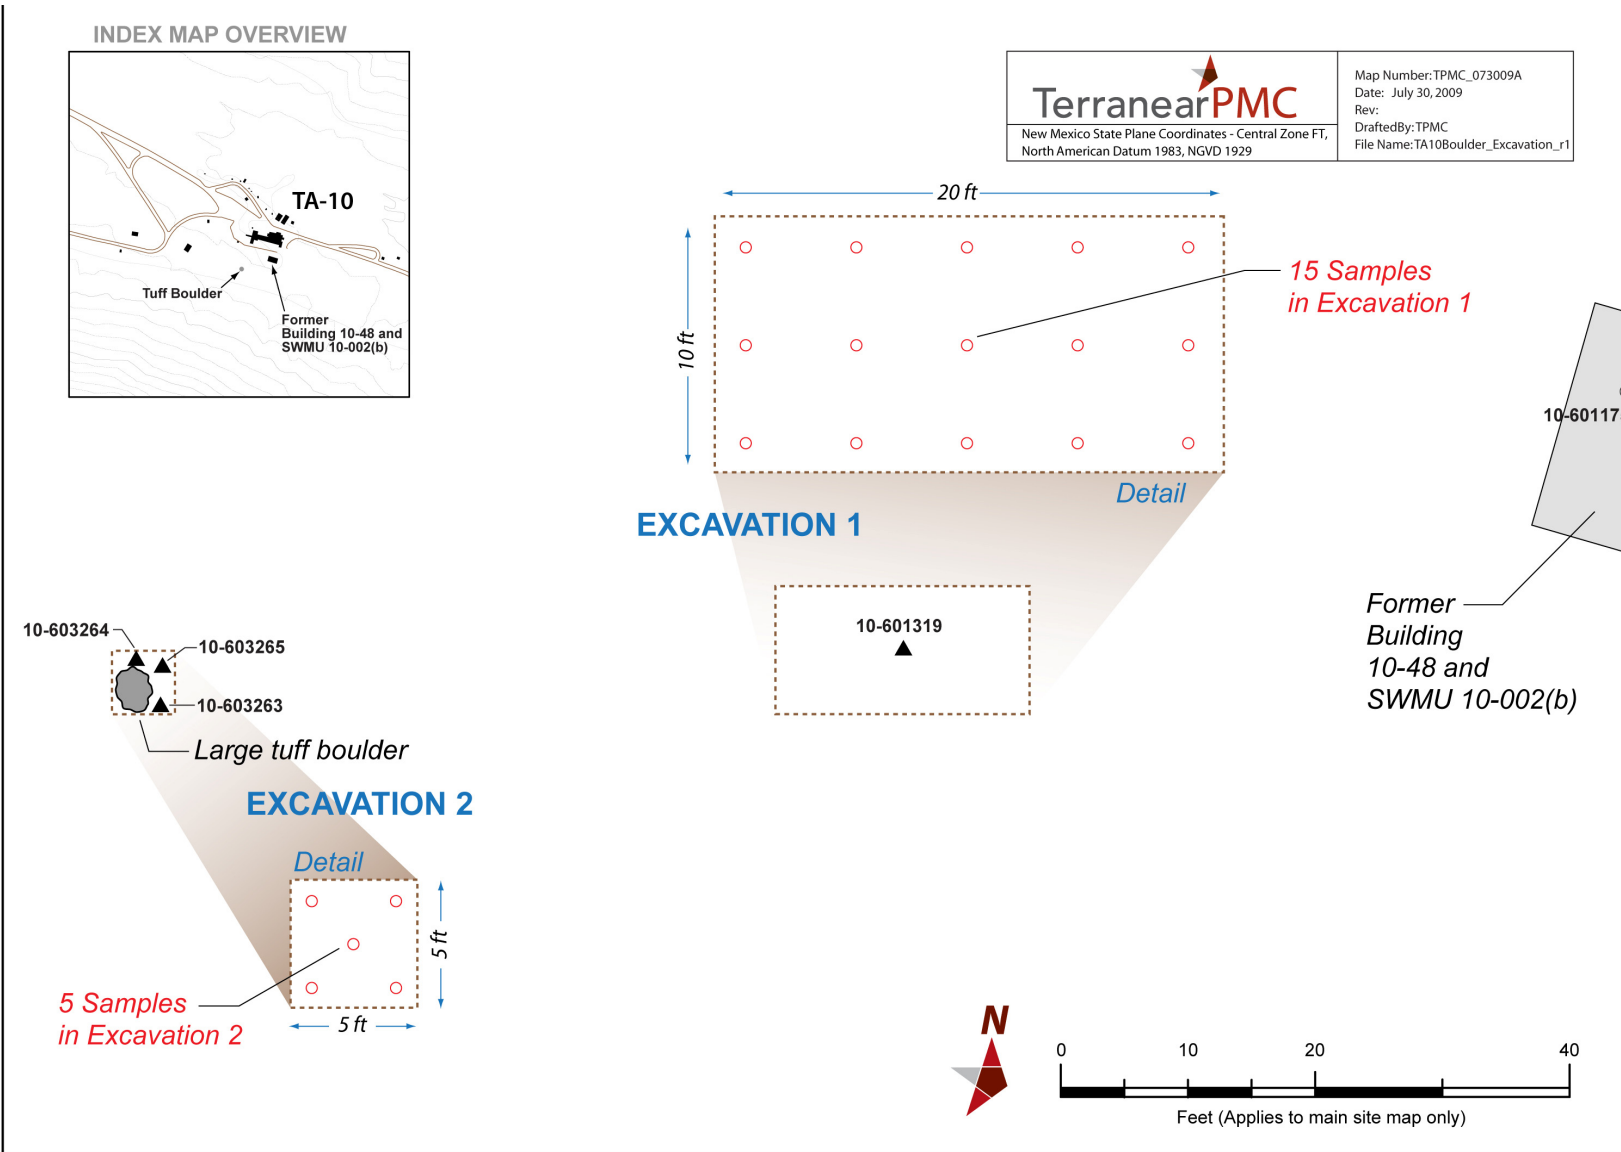 INDEX MAP OVERVIEW
TA-10
Tuff Boulder
Former
Building 10-48 and
SWMU 10-002(b)
TerranearPMC
New Mexico State Plane Coordinates - Central Zone FT,
North American Datum 1983, NGVD 1929
Map Number: TPMC_073009A
Date: July 30, 2009
Rev:
DraftedBy: TPMC
File Name: TA10Boulder_Excavation_r1
20 ft
10 ft
15 Samples
in Excavation 1
Detail
EXCAVATION 1
10-601319
10-60117
Former
Building
10-48 and
SWMU 10-002(b)
10-603264
10-603265
10-603263
Large tuff boulder
EXCAVATION 2
Detail
5 ft
5 ft
5 Samples
in Excavation 2
N
0 10 20 40
Feet (Applies to main site map only)